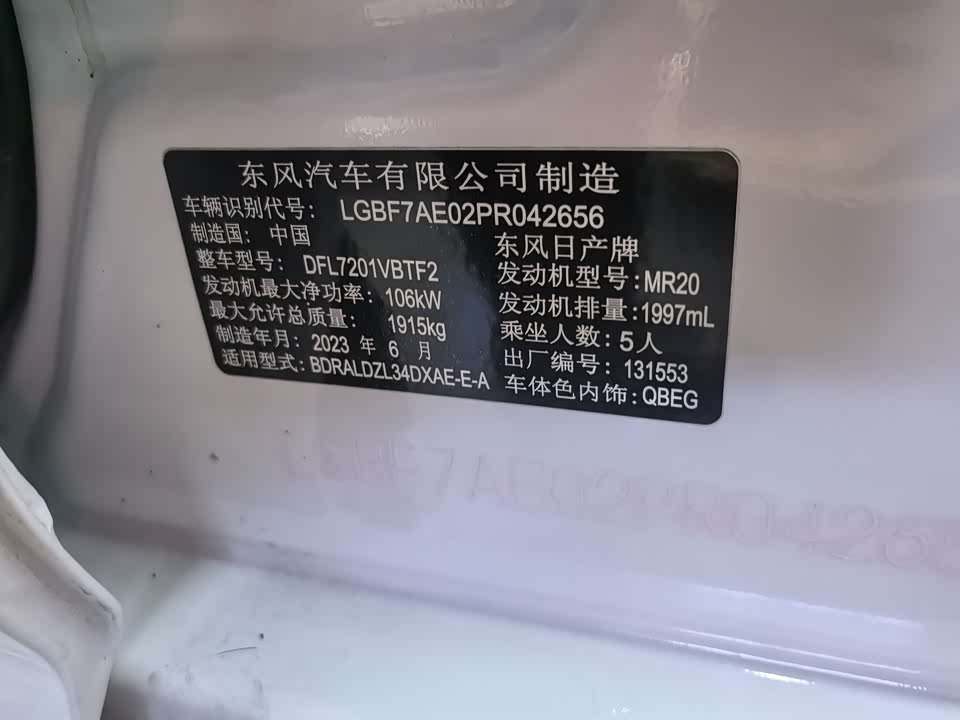 东风汽车有限公司制造
车辆识别代号: LGBF7AE02PR042656
制造国: 中国 东风日产牌
整车型号: DFL7201VBTF2 发动机型号:MR20
发动机最大净功率: 106kW 发动机排量:1997mL
最大允许总质量: 1915kg 乘坐人数:5人
制造年月: 2023 年 6 月 出厂编号: 131553
适用型式: BDRALDZL34DXAE-E-A 车体色内饰:QBEG